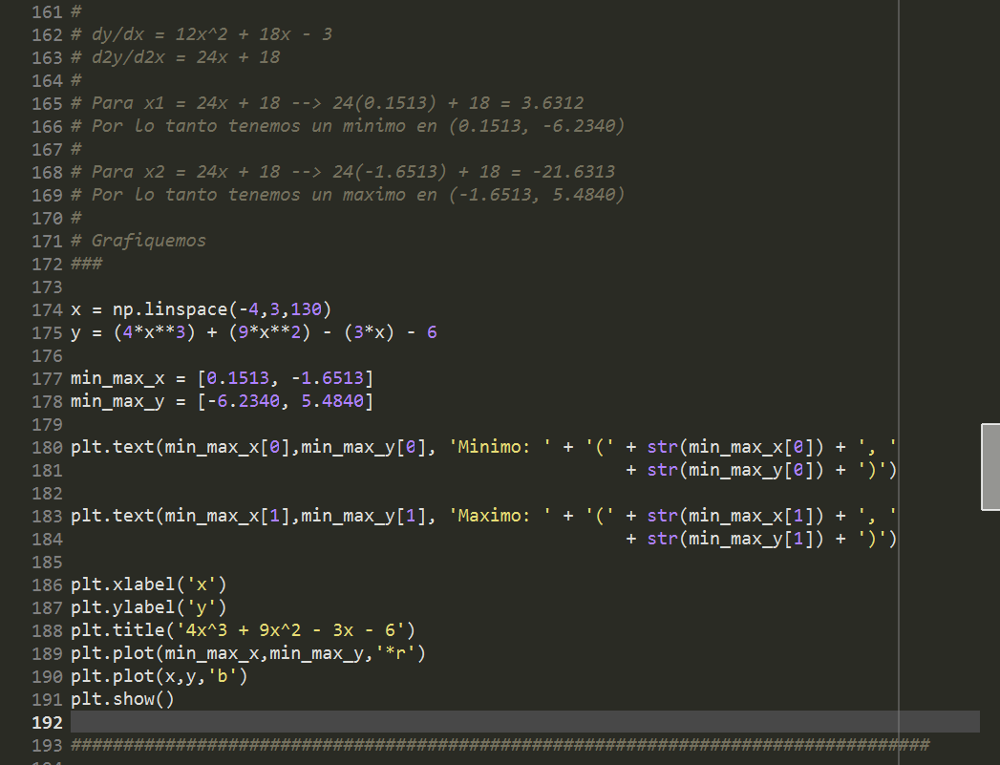 161 #
162 # dy/dx = 12x^2 + 18x - 3
163 # d2y/d2x = 24x + 18
164 #
165 # Para x1 = 24x + 18 --> 24(0.1513) + 18 = 3.6312
166 # Por lo tanto tenemos un minimo en (0.1513, -6.2340)
167 #
168 # Para x2 = 24x + 18 --> 24(-1.6513) + 18 = -21.6313
169 # Por lo tanto tenemos un maximo en (-1.6513, 5.4840)
170 #
171 # Grafiquemos
172 ###
173
174 x = np.linspace(-4,3,130)
175 y = (4*x**3) + (9*x**2) - (3*x) - 6
176
177 min_max_x = [0.1513, -1.6513]
178 min_max_y = [-6.2340, 5.4840]
179
180 plt.text(min_max_x[0],min_max_y[0], 'Minimo: ' + '(' + str(min_max_x[0]) + ', '
181 + str(min_max_y[0]) + ')')
182
183 plt.text(min_max_x[1],min_max_y[1], 'Maximo: ' + '(' + str(min_max_x[1]) + ', '
184 + str(min_max_y[1]) + ')')
185
186 plt.xlabel('x')
187 plt.ylabel('y')
188 plt.title('4x^3 + 9x^2 - 3x - 6')
189 plt.plot(min_max_x,min_max_y,'*r')
190 plt.plot(x,y,'b')
191 plt.show()
192
193 ##################################################################################